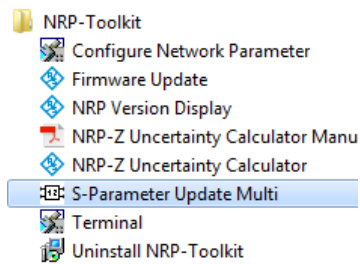 NRP-Toolkit
Configure Network Parameter
Firmware Update
NRP Version Display
NRP-Z Uncertainty Calculator Manu
NRP-Z Uncertainty Calculator
S-Parameter Update Multi
Terminal
Uninstall NRP-Toolkit